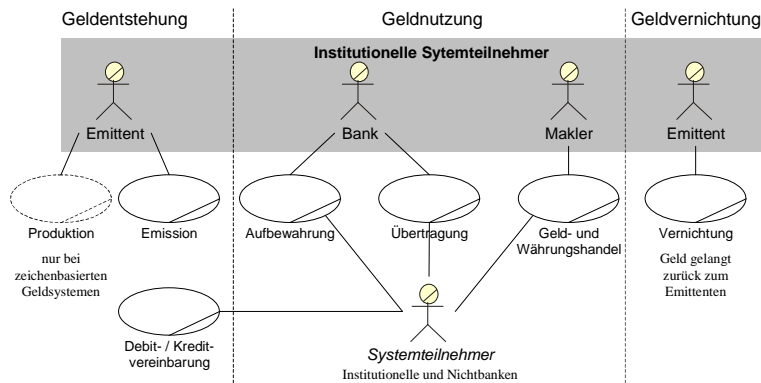 Geldentstehung
Geldnutzung
Geldvernichtung
Institutionelle Sytemteilnehmer
Emittent
Bank
Makler
Emittent
Produktion
Emission
Aufbewahrung
Übertragung
Geld- und
Währungshandel
Vernichtung
nur bei
zeichenbasierten
Geldsystemen
Geld gelangt
zurück zum
Emittenten
Debit- / Kredit-
vereinbarung
Systemteilnehmer
Institutionelle und Nichtbanken